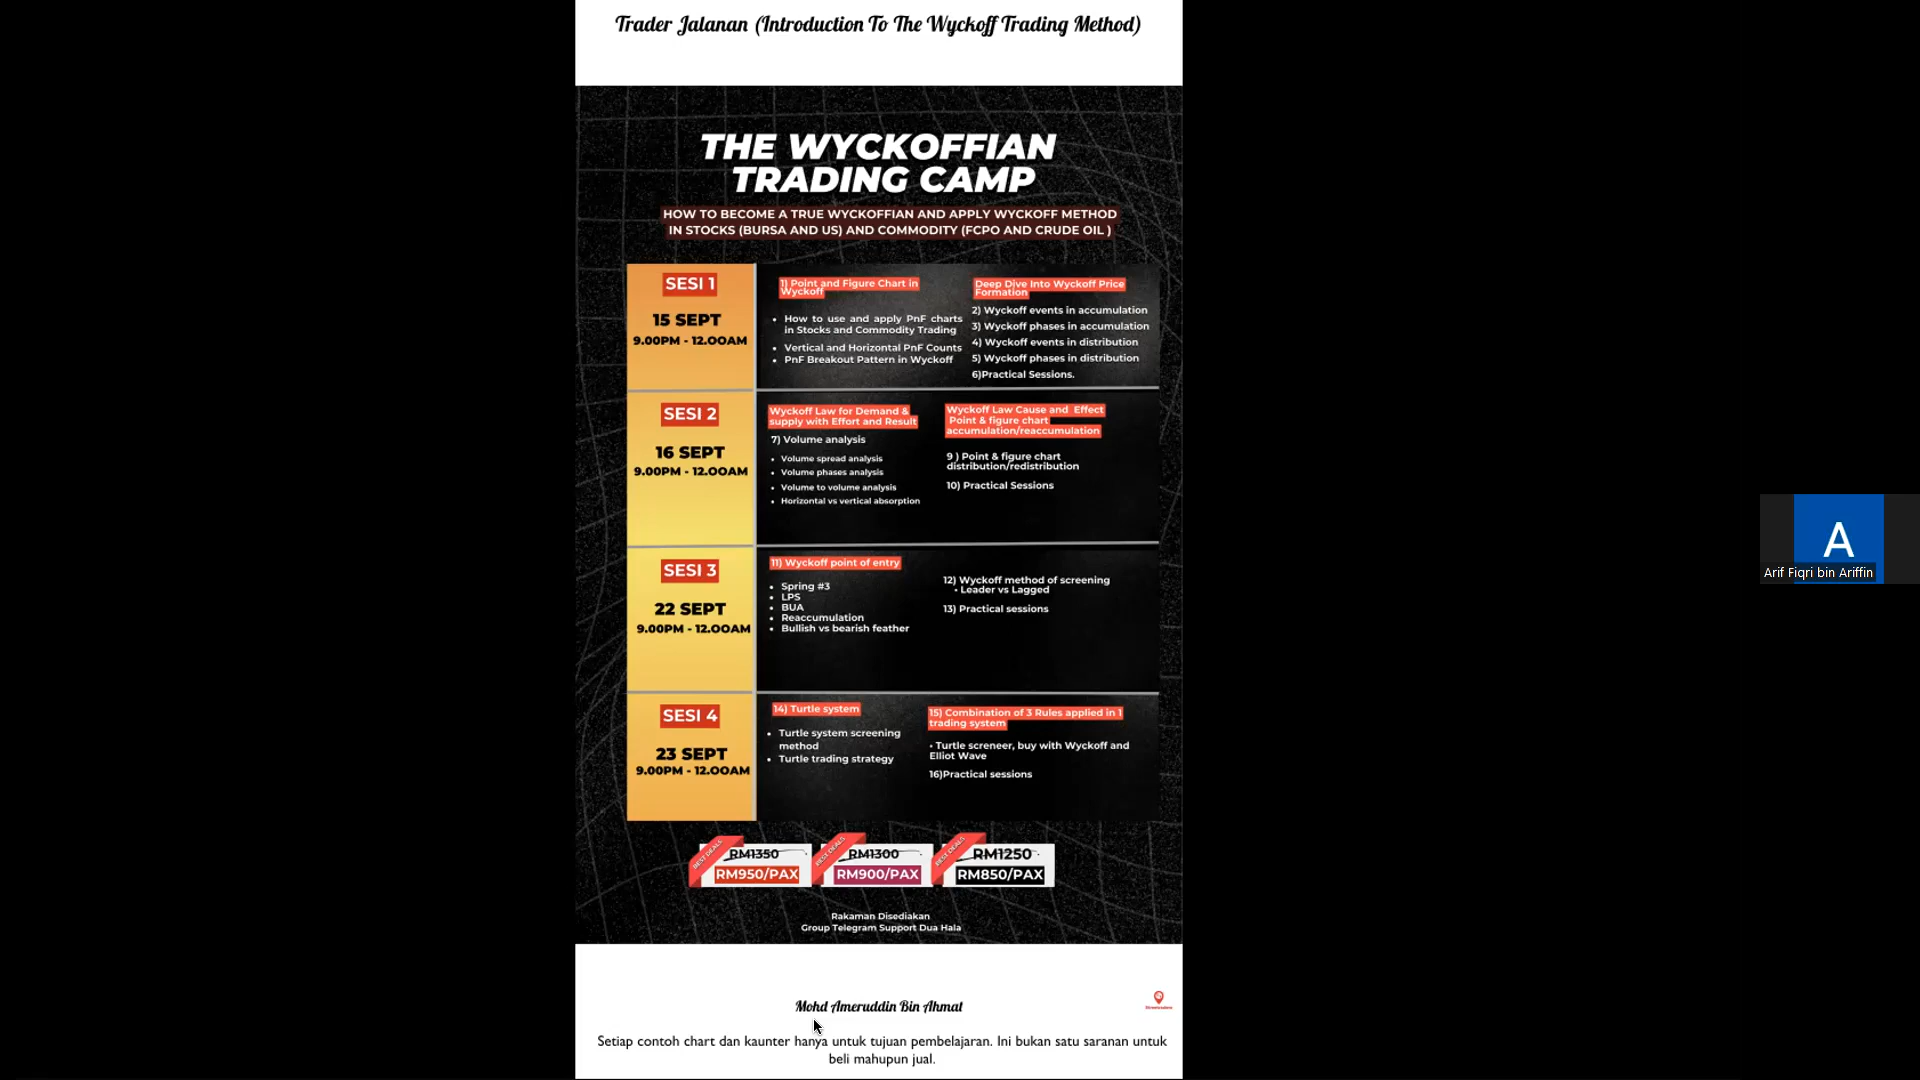 Trader Jalanan (Introduction To The Wyckoff Trading Method)
THE WYCKOFFIAN
TRADING CAMP
HOW TO BECOME A TRUE WYCKOFFIAN AND APPLY WYCKOFF METHOD
IN STOCKS (BURSA AND US) AND COMMODITY (FCPO AND CRUDE OIL )
SESI 1
15 SEPT
9.00PM - 12.OOAM
1) Point and Figure Chart in
Wyckoff
• How to use and apply PnF charts
in Stocks and Commodity Trading
• Vertical and Horizontal PnF Counts
• PnF Breakout Pattern in Wyckoff
Deep Dive Into Wyckoff Price
Formation
2) Wyckoff events in accumulation
3) Wyckoff phases in accumulation
4) Wyckoff events in distribution
5) Wyckoff phases in distribution
6)Practical Sessions.
SESI 2
16 SEPT
9.00PM - 12.OOAM
Wyckoff Law for Demand &
supply with Effort and Result
7) Volume analysis
• Volume spread analysis
• Volume phases analysis
• Volume to volume analysis
• Horizontal vs vertical absorption
Wyckoff Law Cause and Effect
Point & figure chart
accumulation/reaccumulation
9 ) Point & figure chart
distribution/redistribution
10) Practical Sessions
SESI 3
22 SEPT
9.00PM - 12.OOAM
11) Wyckoff point of entry
• Spring #3
• LPS
• BUA
• Reaccumulation
• Bullish vs bearish feather
12) Wyckoff method of screening
• Leader vs Lagged
13) Practical sessions
SESI 4
23 SEPT
9.00PM - 12.OOAM
14) Turtle system
• Turtle system screening
method
• Turtle trading strategy
15) Combination of 3 Rules applied in 1
trading system
• Turtle screneer, buy with Wyckoff and
Elliot Wave
16)Practical sessions
BEST DEALS
RM1350
RM950/PAX
BEST DEALS
RM1300
RM900/PAX
BEST DEALS
RM1250
RM850/PAX
Rakaman Disediakan
Group Telegram Support Dua Hala
Mohd Ameruddin Bin Ahmat
Setiap contoh chart dan kaunter hanya untuk tujuan pembelajaran. Ini bukan satu saranan untuk
beli mahupun jual.
A
Arif Fiqri bin Ariffin